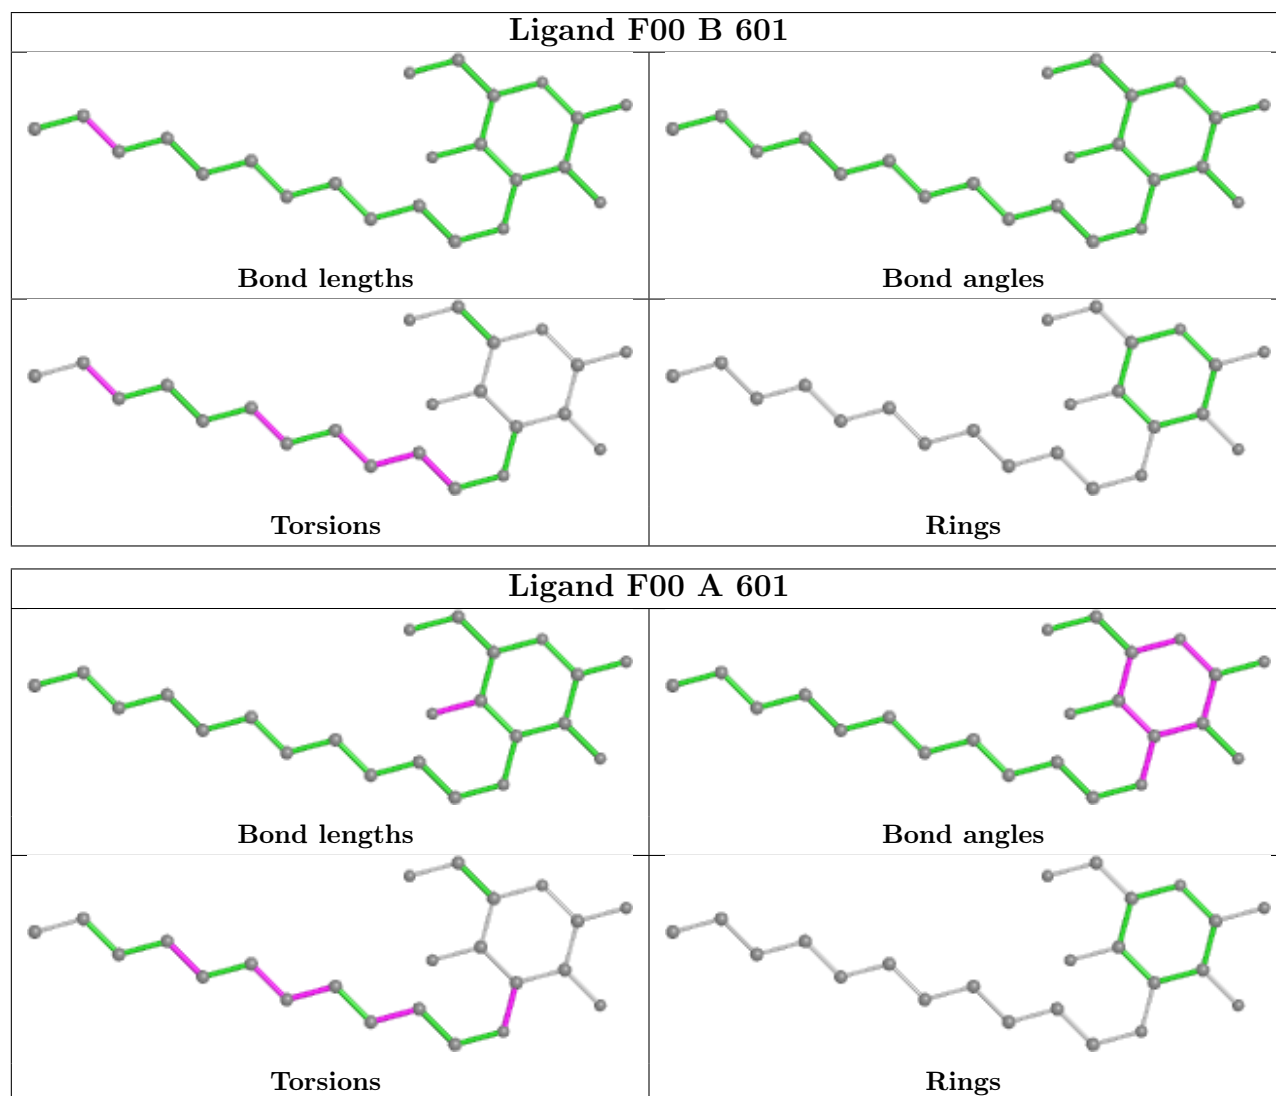 Ligand F00 B 601
Bond lengths
Bond angles
Torsions
Rings
Ligand F00 A 601
Bond lengths
Bond angles
Torsions
Rings